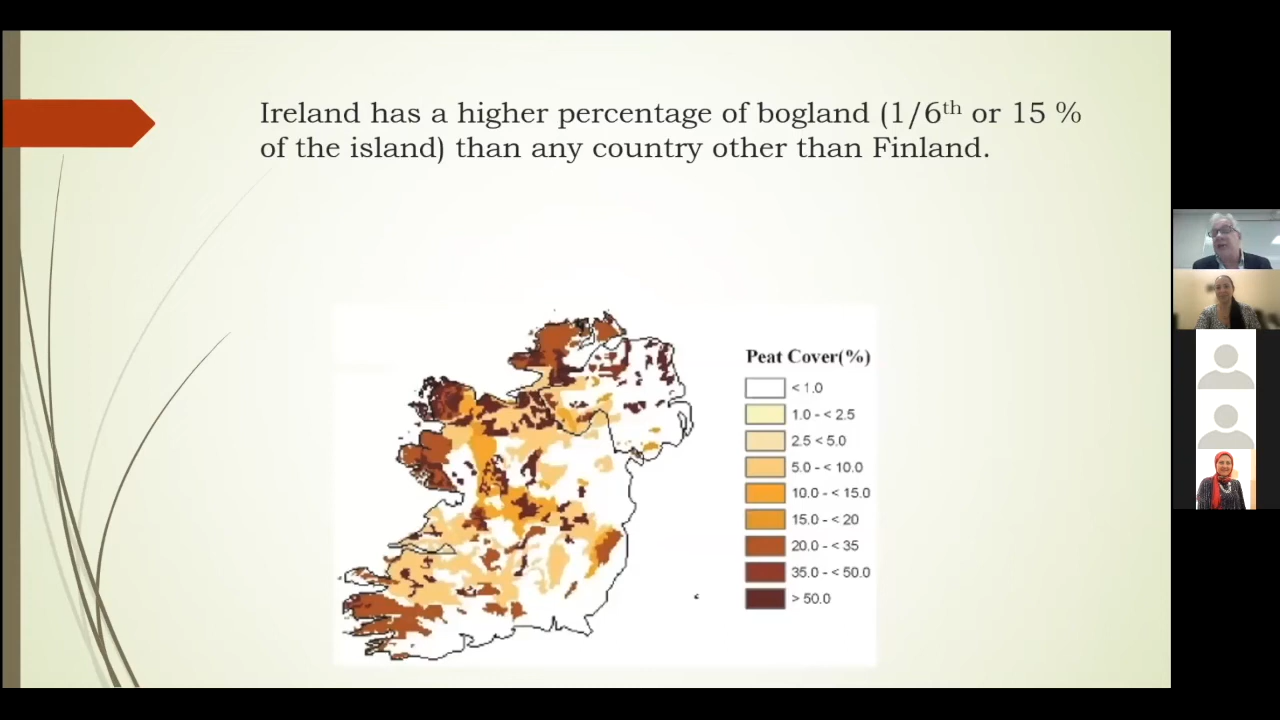 Ireland has a higher percentage of bogland (1/6th or 15 %
of the island) than any country other than Finland.
Peat Cover(%)
< 1.0
1.0 - < 2.5
2.5 < 5.0
5.0 - < 10.0
10.0 - < 15.0
15.0 - < 20
20.0 - < 35
35.0 - < 50.0
> 50.0